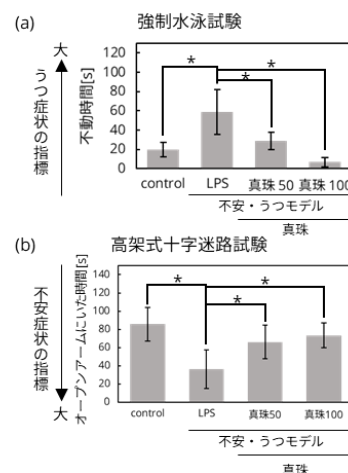 (a)
強制水泳試験
大
うつ症状の指標
不動時間[s]
120
100
80
60
40
20
0
*
*
*
control LPS 真珠50 真珠100
不安・うつモデル
真珠
(b)
高架式十字迷路試験
不安症状の指標
大
オープンアームにいた時間[s]
140
120
100
80
60
40
20
0
*
*
*
control LPS 真珠50 真珠100
不安・うつモデル
真珠